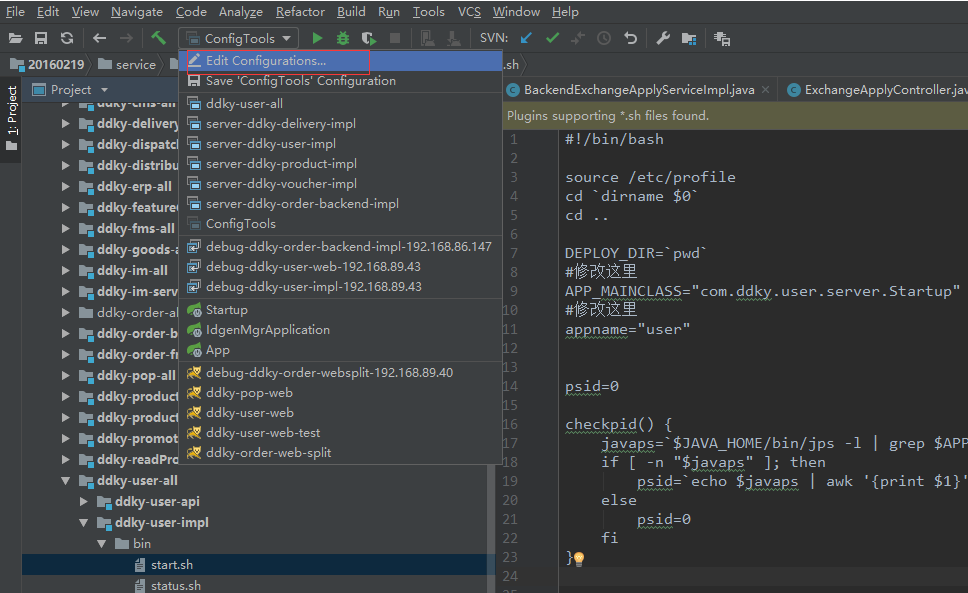 File Edit View Navigate Code Analyze Refactor Build Run Tools VCS Window Help
ConfigTools SVN:
20160219 service .sh
1: Project
Project
ddky-cms-all
ddky-delivery
ddky-dispatc
ddky-distribu
ddky-erp-all
ddky-feature
ddky-fms-all
ddky-goods-a
ddky-im-all
ddky-im-serv
ddky-order-al
ddky-order-b
ddky-order-fr
ddky-pop-all
ddky-product
ddky-product
ddky-promot
ddky-readPro
ddky-user-all
ddky-user-api
ddky-user-impl
bin
start.sh
status.sh
Edit Configurations...
Save 'ConfigTools' Configuration
ddky-user-all
server-ddky-delivery-impl
server-ddky-user-impl
server-ddky-product-impl
server-ddky-voucher-impl
server-ddky-order-backend-impl
ConfigTools
debug-ddky-order-backend-impl-192.168.86.147
debug-ddky-user-web-192.168.89.43
debug-ddky-user-impl-192.168.89.43
Startup
IdgenMgrApplication
App
debug-ddky-order-websplit-192.168.89.40
ddky-pop-web
ddky-user-web
ddky-user-web-test
ddky-order-web-split
BackendExchangeApplyServiceImpl.java ExchangeApplyController.jav
Plugins supporting *.sh files found.
1 #!/bin/bash
2
3 source /etc/profile
4 cd `dirname $0`
5 cd ..
6
7 DEPLOY_DIR=`pwd`
8 #修改这里
9 APP_MAINCLASS="com.ddky.user.server.Startup"
10 #修改这里
11 appname="user"
12
13
14 psid=0
15
16 checkpid() {
17 javaps=`$JAVA_HOME/bin/jps -l | grep $APP
18 if [ -n "$javaps" ]; then
19 psid=`echo $javaps | awk '{print $1}'
20 else
21 psid=0
22 fi
23 }
24